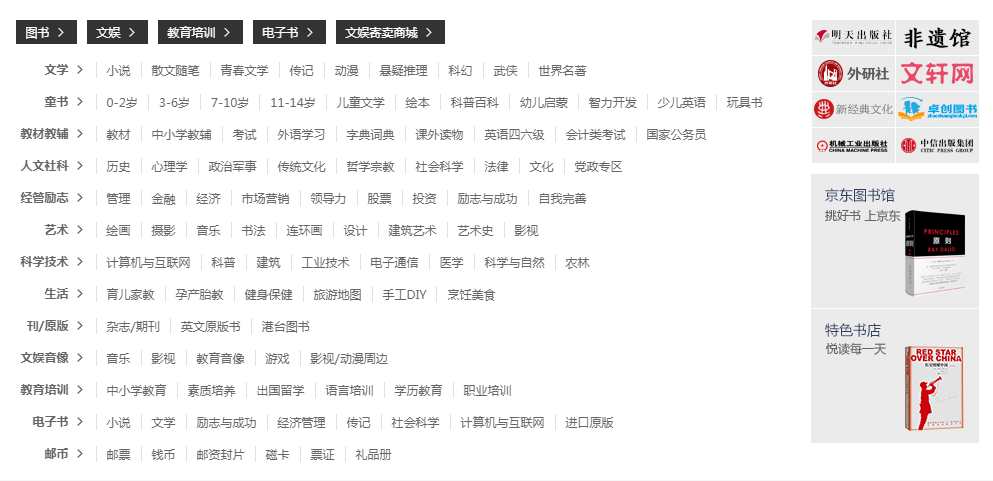 图书 文娱 教育培训 电子书 文娱寄卖商城
文学 小说 散文随笔 青春文学 传记 动漫 悬疑推理 科幻 武侠 世界名著
童书 0-2岁 3-6岁 7-10岁 11-14岁 儿童文学 绘本 科普百科 幼儿启蒙 智力开发 少儿英语 玩具书
教材教辅 教材 中小学教辅 考试 外语学习 字典词典 课外读物 英语四六级 会计类考试 国家公务员
人文社科 历史 心理学 政治军事 传统文化 哲学宗教 社会科学 法律 文化 党政专区
经管励志 管理 金融 经济 市场营销 领导力 股票 投资 励志与成功 自我完善
艺术 绘画 摄影 音乐 书法 连环画 设计 建筑艺术 艺术史 影视
科学技术 计算机与互联网 科普 建筑 工业技术 电子通信 医学 科学与自然 农林
生活 育儿家教 孕产胎教 健身保健 旅游地图 手工DIY 烹饪美食
刊/原版 杂志/期刊 英文原版书 港台图书
文娱音像 音乐 影视 教育音像 游戏 影视/动漫周边
教育培训 中小学教育 素质培养 出国留学 语言培训 学历教育 职业培训
电子书 小说 文学 励志与成功 经济管理 传记 社会科学 计算机与互联网 进口原版
邮币 邮票 钱币 邮资封片 磁卡 票证 礼品册
明天出版社 非遗馆
外研社 文轩网
新经典文化 卓创图书
机械工业出版社 中信出版集团
CHINA MACHINE PRESS CITIC PRESS GROUP
京东图书馆
挑好书 上京东
PRINCIPLES
原则
RAY DALIO
特色书店
悦读每一天
RED STAR
OVER CHINA